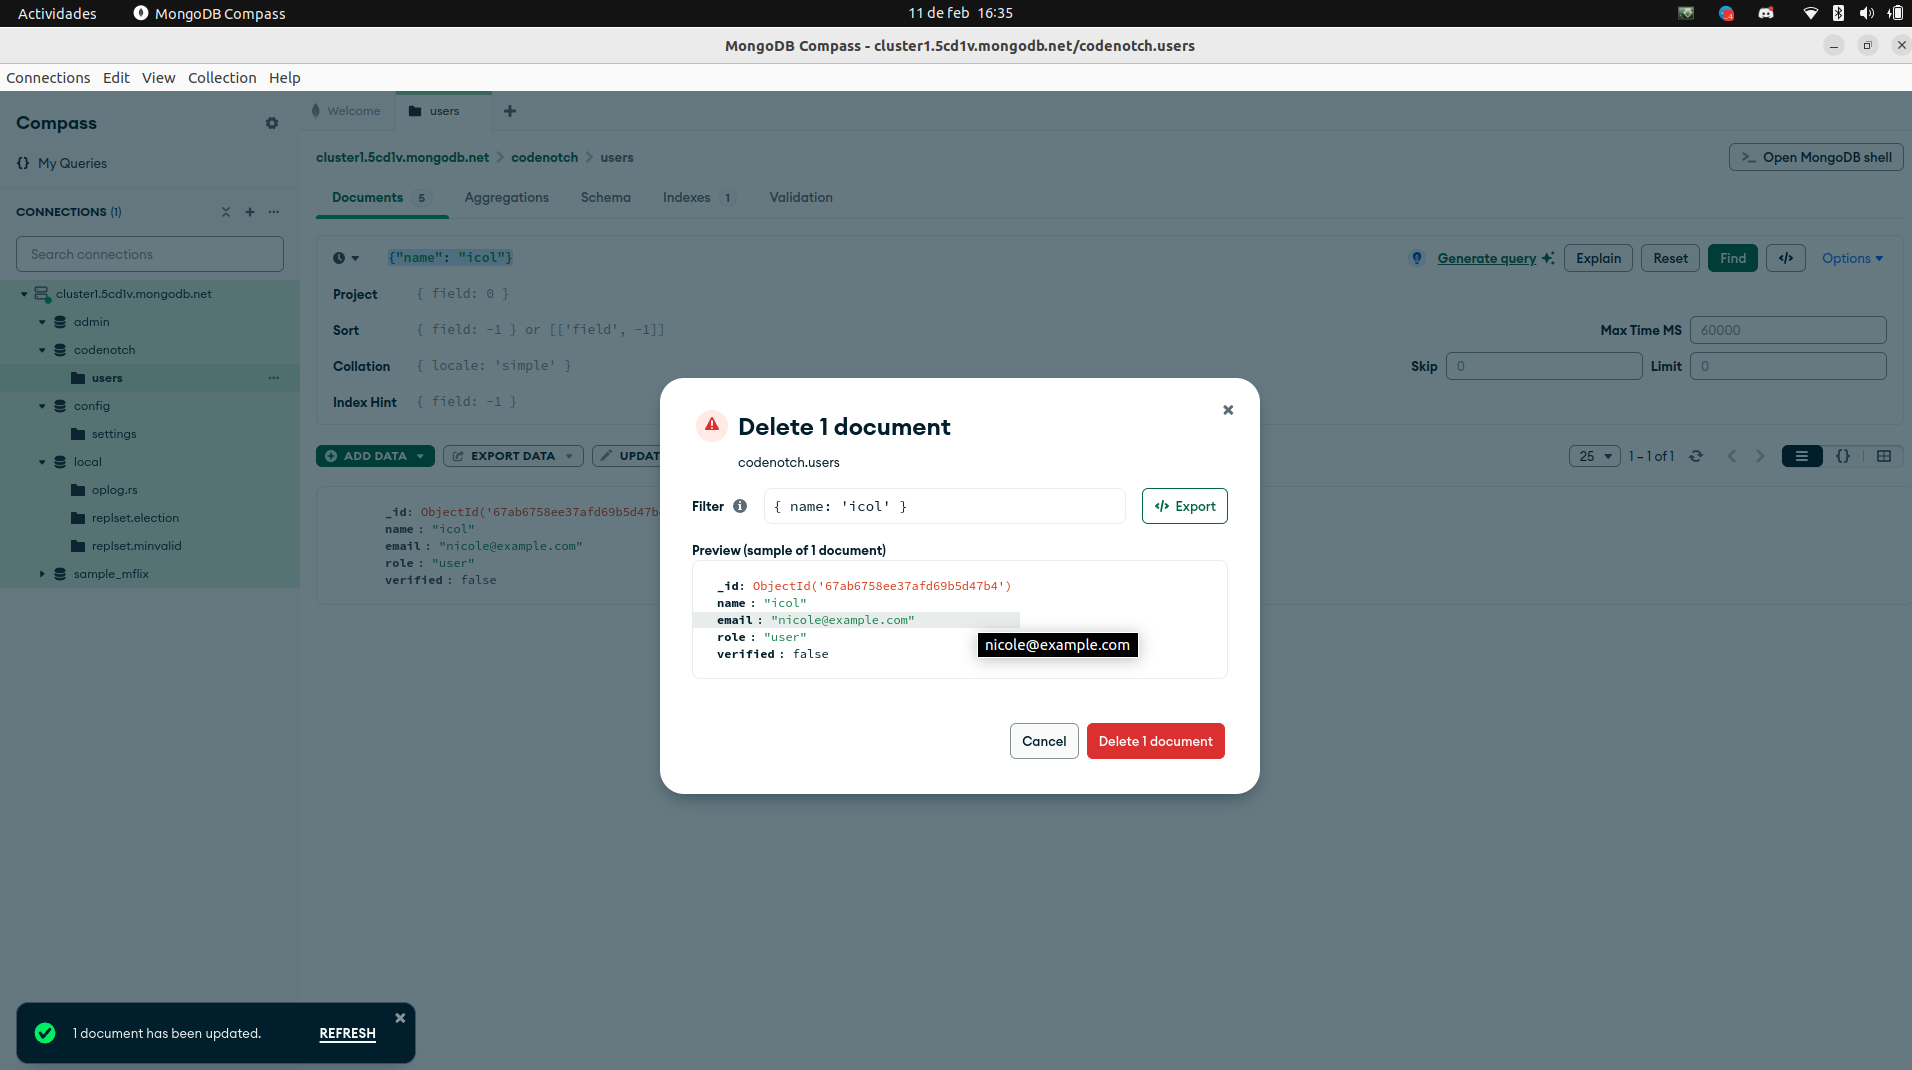 Actividades MongoDB Compass 11 de feb 16:35
MongoDB Compass - cluster1.5cd1v.mongodb.net/codenotch.users
Connections Edit View Collection Help
Compass
My Queries
CONNECTIONS (1)
Search connections
cluster1.5cd1v.mongodb.net
admin
codenotch
users
config
settings
local
oplog.rs
replset.election
replset.minvalid
sample_mflix
Welcome users
cluster1.5cd1v.mongodb.net > codenotch > users
>_ Open MongoDB shell
Documents 5 Aggregations Schema Indexes 1 Validation
{"name": "icol"}
Generate query Explain Reset Find </> Options
Project { field: 0 }
Sort { field: -1 } or [['field', -1]]
Max Time MS 60000
Collation { locale: 'simple' }
Skip 0 Limit 0
Index Hint { field: -1 }
ADD DATA EXPORT DATA UPDAT
25 1 – 1 of 1 {}
_id: ObjectId('67ab6758ee37afd69b5d47b
name : "icol"
email : "nicole@example.com"
role : "user"
verified : false
Delete 1 document
codenotch.users
Filter { name: 'icol' } </> Export
Preview (sample of 1 document)
_id: ObjectId('67ab6758ee37afd69b5d47b4')
name : "icol"
email : "nicole@example.com"
role : "user"
nicole@example.com
verified : false
Cancel Delete 1 document
1 document has been updated. REFRESH